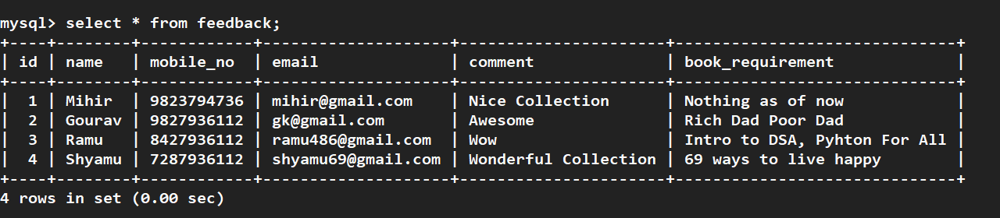 mysql> select * from feedback;
+----+--------+------------+--------------------+----------------------+------------------------------+
| id | name   | mobile_no  | email              | comment              | book_requirement             |
+----+--------+------------+--------------------+----------------------+------------------------------+
|  1 | Mihir  | 9823794736 | mihir@gmail.com    | Nice Collection      | Nothing as of now            |
|  2 | Gourav | 9827936112 | gk@gmail.com       | Awesome              | Rich Dad Poor Dad            |
|  3 | Ramu   | 8427936112 | ramu486@gmail.com  | Wow                  | Intro to DSA, Pyhton For All |
|  4 | Shyamu | 7287936112 | shyamu69@gmail.com | Wonderful Collection | 69 ways to live happy        |
+----+--------+------------+--------------------+----------------------+------------------------------+
4 rows in set (0.00 sec)